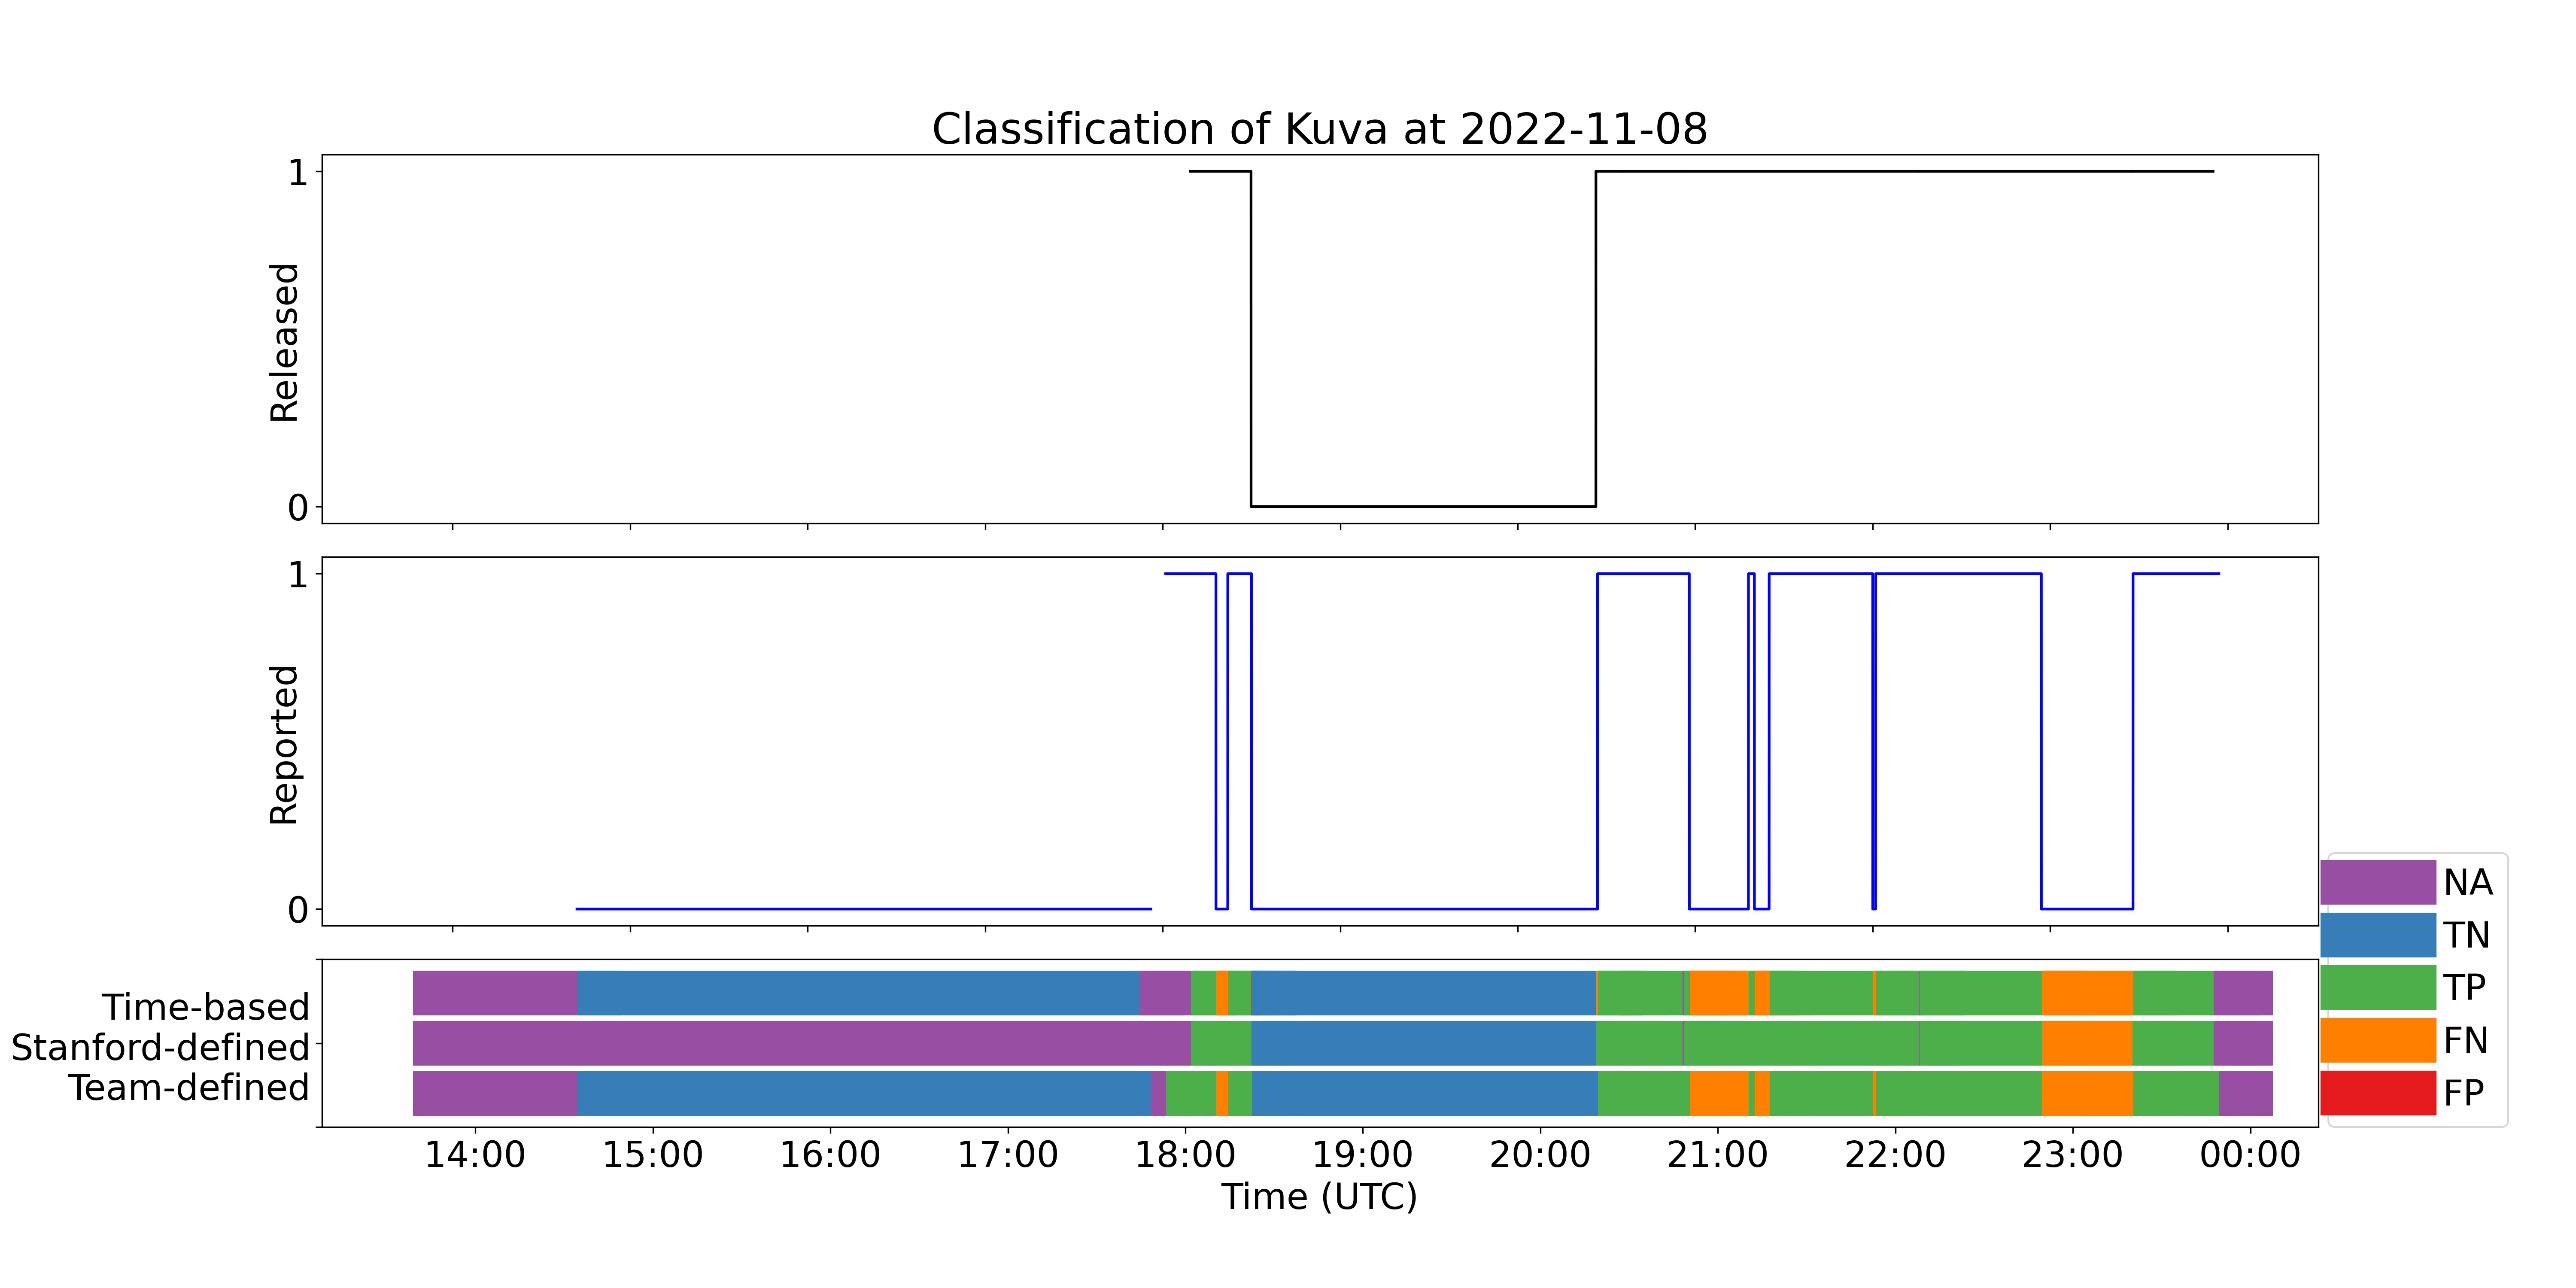 Classification of Kuva at 2022-11-08
1
Released
0
1
Reported
0
NA
TN
TP
FN
FP
Time-based
Stanford-defined
Team-defined
14:00 15:00 16:00 17:00 18:00 19:00 20:00 21:00 22:00 23:00 00:00
Time (UTC)